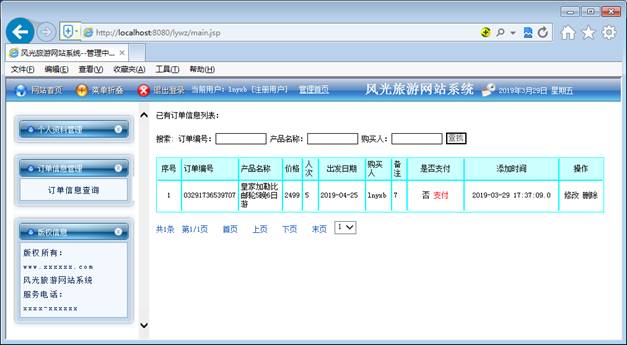 http://localhost:8080/lywz/main.jsp
风光旅游网站系统--管理中...
文件(F) 编辑(E) 查看(V) 收藏夹(A) 工具(T) 帮助(H)
网站首页 菜单折叠 退出登录 当前用户：lnyxb [注册用户] 管理首页 风光旅游网站系统 2019年3月29日 星期五
个人资料管理
订单信息管理
订单信息查询
版权信息
版权所有：
www.xxxxxx.com
风光旅游网站系统
服务电话：
xxxx-xxxxxx
已有订单信息列表：
搜索: 订单编号： 产品名称： 购买人： 查找
序号 订单编号 产品名称 价格 人次 出发日期 购买人 备注 是否支付 添加时间 操作
1 03291736539707 皇家加勒比邮轮5晚6日游 2499 5 2019-04-25 lnyxb 7 否 支付 2019-03-29 17:37:09.0 修改 删除
共1条 第1/1页 首页 上页 下页 末页 1